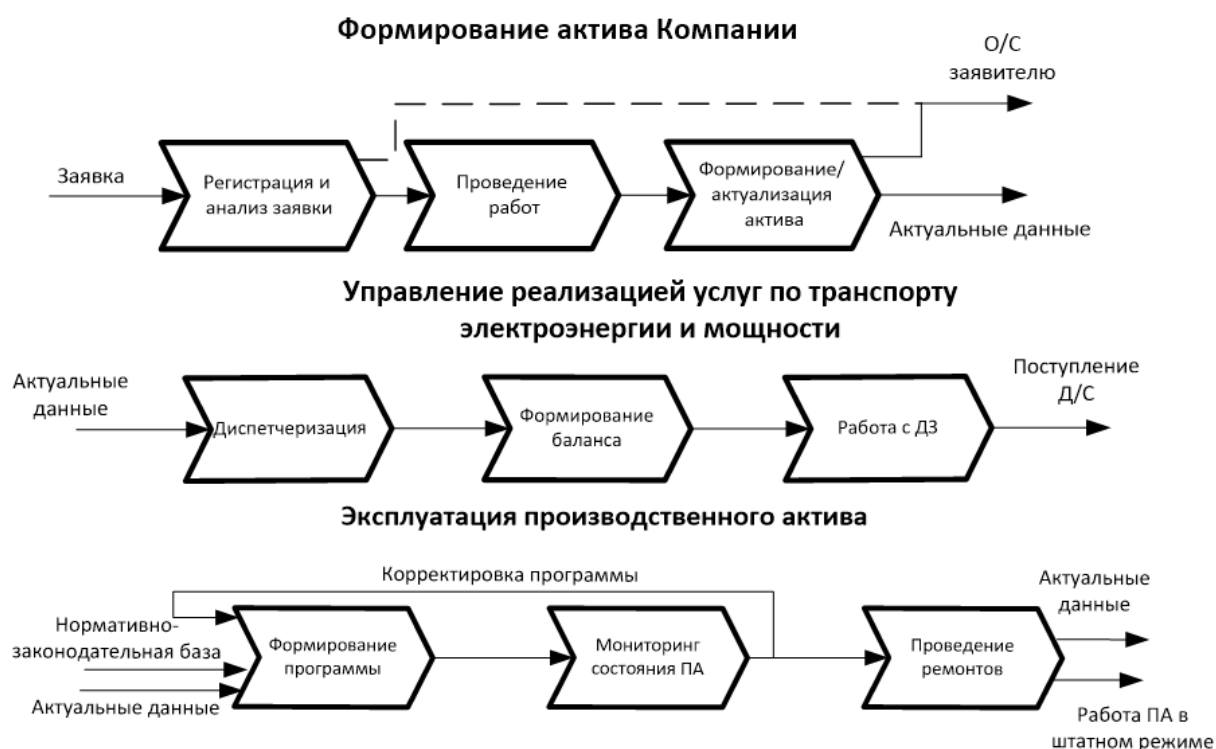 Формирование актива Компании
О/С
заявителю
Заявка
Регистрация и
анализ заявки
Проведение
работ
Формирование/
актуализация
актива
Актуальные данные
Управление реализацией услуг по транспорту
электроэнергии и мощности
Актуальные
данные
Диспетчеризация
Формирование
баланса
Работа с ДЗ
Поступление
Д/С
Эксплуатация производственного актива
Корректировка программы
Нормативно-
законодательная база
Актуальные данные
Формирование
программы
Мониторинг
состояния ПА
Проведение
ремонтов
Актуальные
данные
Работа ПА в
штатном режиме